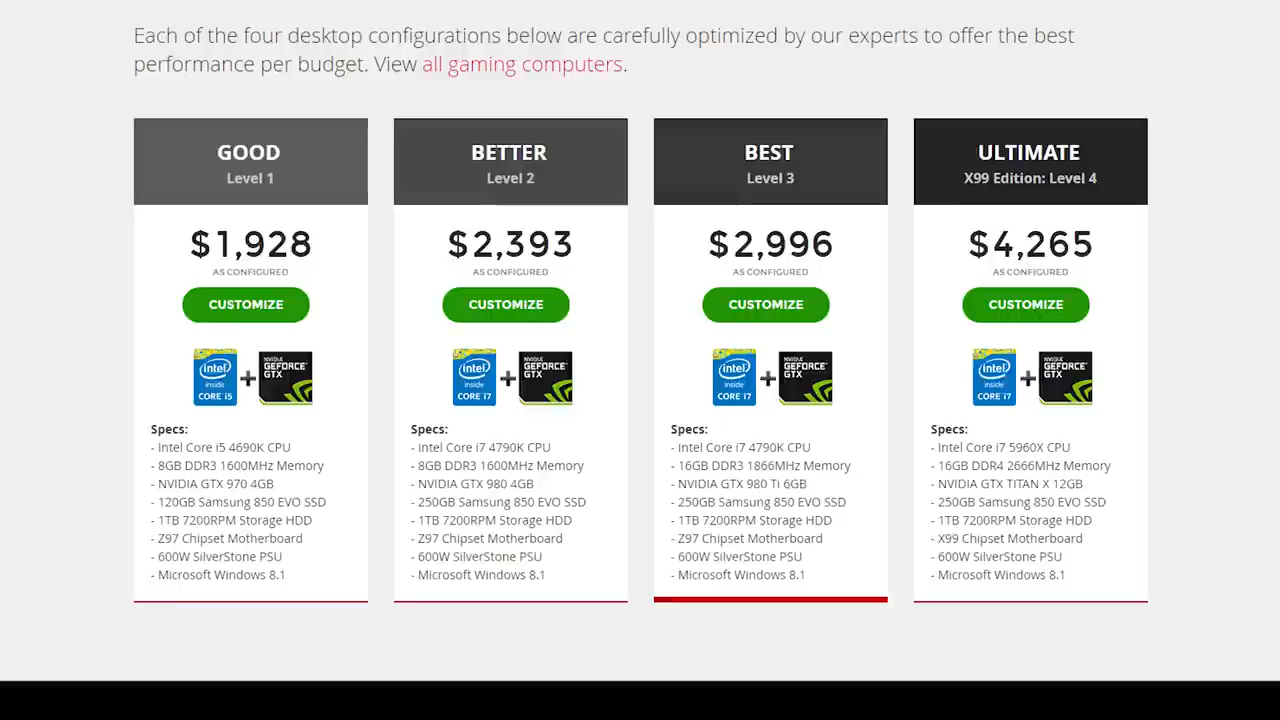 Each of the four desktop configurations below are carefully optimized by our experts to offer the best
performance per budget. View all gaming computers.
GOOD
Level 1
$1,928
AS CONFIGURED
CUSTOMIZE
intel
inside
CORE i5
+
NVIDIA
GEFORCE
GTX
Specs:
- Intel Core i5 4690K CPU
- 8GB DDR3 1600MHz Memory
- NVIDIA GTX 970 4GB
- 120GB Samsung 850 EVO SSD
- 1TB 7200RPM Storage HDD
- Z97 Chipset Motherboard
- 600W SilverStone PSU
- Microsoft Windows 8.1
BETTER
Level 2
$2,393
AS CONFIGURED
CUSTOMIZE
intel
inside
CORE i7
+
NVIDIA
GEFORCE
GTX
Specs:
- Intel Core i7 4790K CPU
- 8GB DDR3 1600MHz Memory
- NVIDIA GTX 980 4GB
- 250GB Samsung 850 EVO SSD
- 1TB 7200RPM Storage HDD
- Z97 Chipset Motherboard
- 600W SilverStone PSU
- Microsoft Windows 8.1
BEST
Level 3
$2,996
AS CONFIGURED
CUSTOMIZE
intel
inside
CORE i7
+
NVIDIA
GEFORCE
GTX
Specs:
- Intel Core i7 4790K CPU
- 16GB DDR3 1866MHz Memory
- NVIDIA GTX 980 Ti 6GB
- 250GB Samsung 850 EVO SSD
- 1TB 7200RPM Storage HDD
- Z97 Chipset Motherboard
- 600W SilverStone PSU
- Microsoft Windows 8.1
ULTIMATE
X99 Edition: Level 4
$4,265
AS CONFIGURED
CUSTOMIZE
intel
inside
CORE i7
+
NVIDIA
GEFORCE
GTX
Specs:
- Intel Core i7 5960X CPU
- 16GB DDR4 2666MHz Memory
- NVIDIA GTX TITAN X 12GB
- 250GB Samsung 850 EVO SSD
- 1TB 7200RPM Storage HDD
- X99 Chipset Motherboard
- 600W SilverStone PSU
- Microsoft Windows 8.1